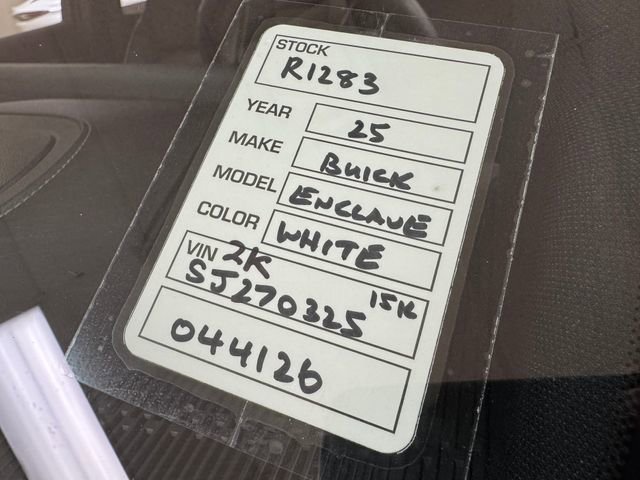 STOCK
R1283
YEAR 25
MAKE BUICK
MODEL ENCLAVE
COLOR WHITE
VIN 2K 15K
SJ270325
044126